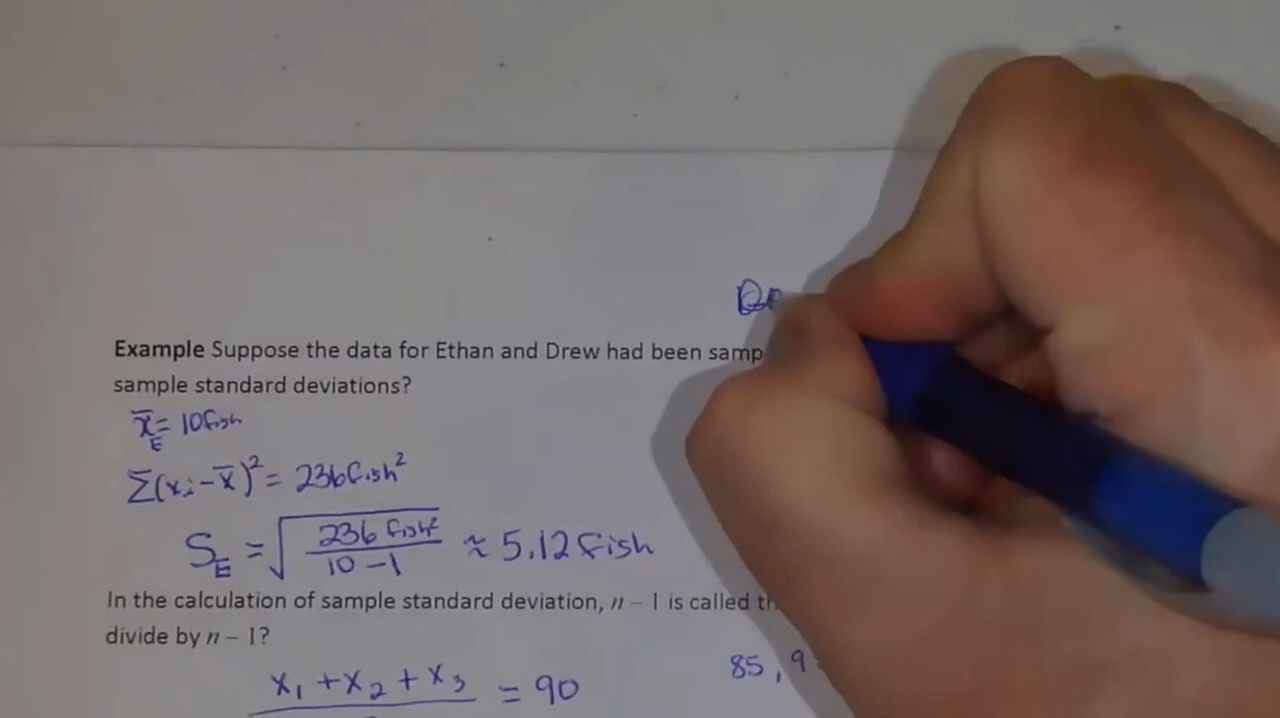 Example Suppose the data for Ethan and Drew had been samp
sample standard deviations?
x̄_E = 10 fish
Σ(xᵢ - x̄)² = 236 fish²
S_E = √(236 fish² / (10 - 1)) ≈ 5.12 fish
In the calculation of sample standard deviation, n – 1 is called
divide by n – 1?
x₁ + x₂ + x₃ = 90
85, 9